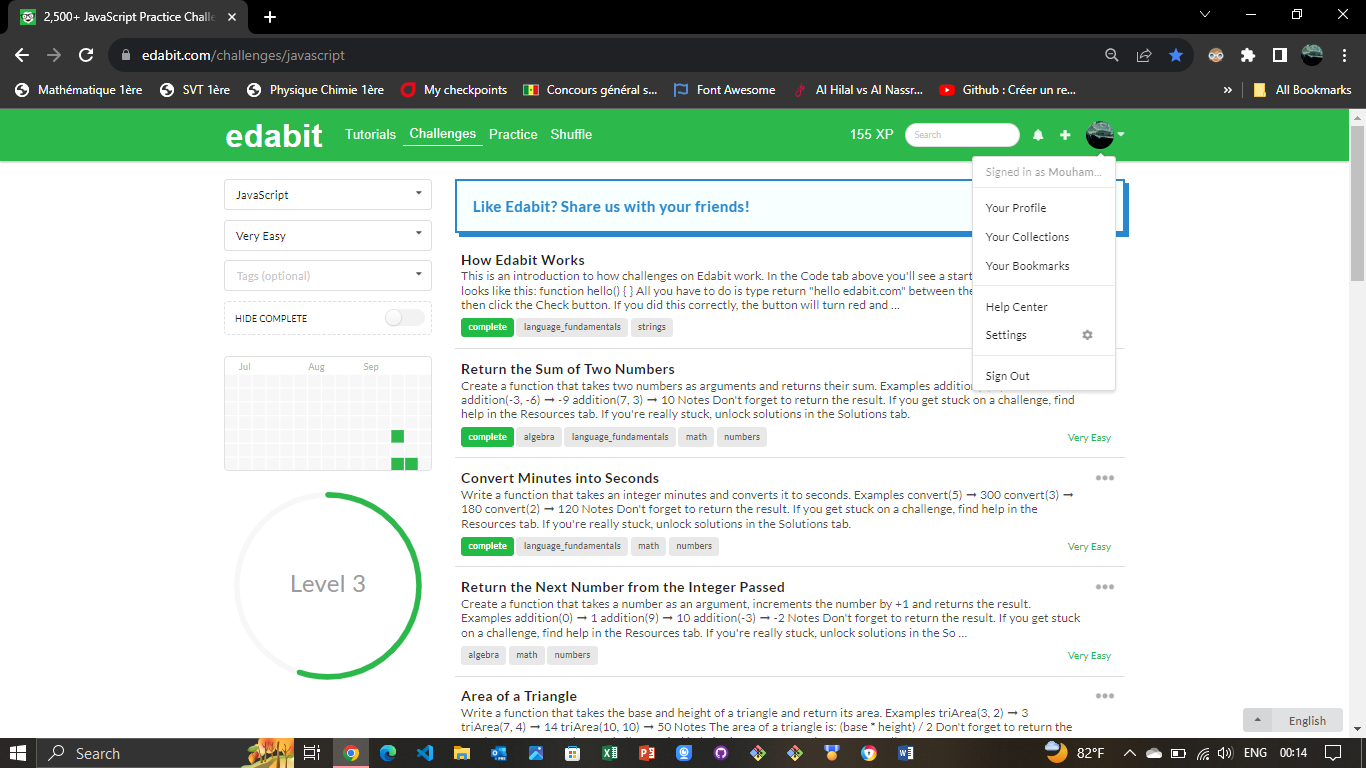 2,500+ JavaScript Practice Challe
edabit.com/challenges/javascript
Mathématique 1ère
SVT 1ère
Physique Chimie 1ère
My checkpoints
Concours général s...
Font Awesome
Al Hilal vs Al Nassr...
Github : Créer un re...
»
All Bookmarks
edabit
Tutorials
Challenges
Practice
Shuffle
155 XP
Search
Signed in as Mouham...
Your Profile
Your Collections
Your Bookmarks
Help Center
Settings
Sign Out
JavaScript
Very Easy
Tags (optional)
HIDE COMPLETE
Jul Aug Sep
Level 3
Like Edabit? Share us with your friends!
How Edabit Works
This is an introduction to how challenges on Edabit work. In the Code tab above you'll see a start
looks like this: function hello() { } All you have to do is type return "hello edabit.com" between the
then click the Check button. If you did this correctly, the button will turn red and ...
complete language_fundamentals strings
Return the Sum of Two Numbers
Create a function that takes two numbers as arguments and returns their sum. Examples addition(
addition(-3, -6) ➞ -9 addition(7, 3) ➞ 10 Notes Don't forget to return the result. If you get stuck on a challenge, find
help in the Resources tab. If you're really stuck, unlock solutions in the Solutions tab.
complete algebra language_fundamentals math numbers
Very Easy
Convert Minutes into Seconds
Write a function that takes an integer minutes and converts it to seconds. Examples convert(5) ➞ 300 convert(3) ➞
180 convert(2) ➞ 120 Notes Don't forget to return the result. If you get stuck on a challenge, find help in the
Resources tab. If you're really stuck, unlock solutions in the Solutions tab.
complete language_fundamentals math numbers
Very Easy
Return the Next Number from the Integer Passed
Create a function that takes a number as an argument, increments the number by +1 and returns the result.
Examples addition(0) ➞ 1 addition(9) ➞ 10 addition(-3) ➞ -2 Notes Don't forget to return the result. If you get stuck
on a challenge, find help in the Resources tab. If you're really stuck, unlock solutions in the So ...
algebra math numbers
Very Easy
Area of a Triangle
Write a function that takes the base and height of a triangle and return its area. Examples triArea(3, 2) ➞ 3
triArea(7, 4) ➞ 14 triArea(10, 10) ➞ 50 Notes The area of a triangle is: (base * height) / 2 Don't forget to return the
English
Search
82°F
ENG
00:14